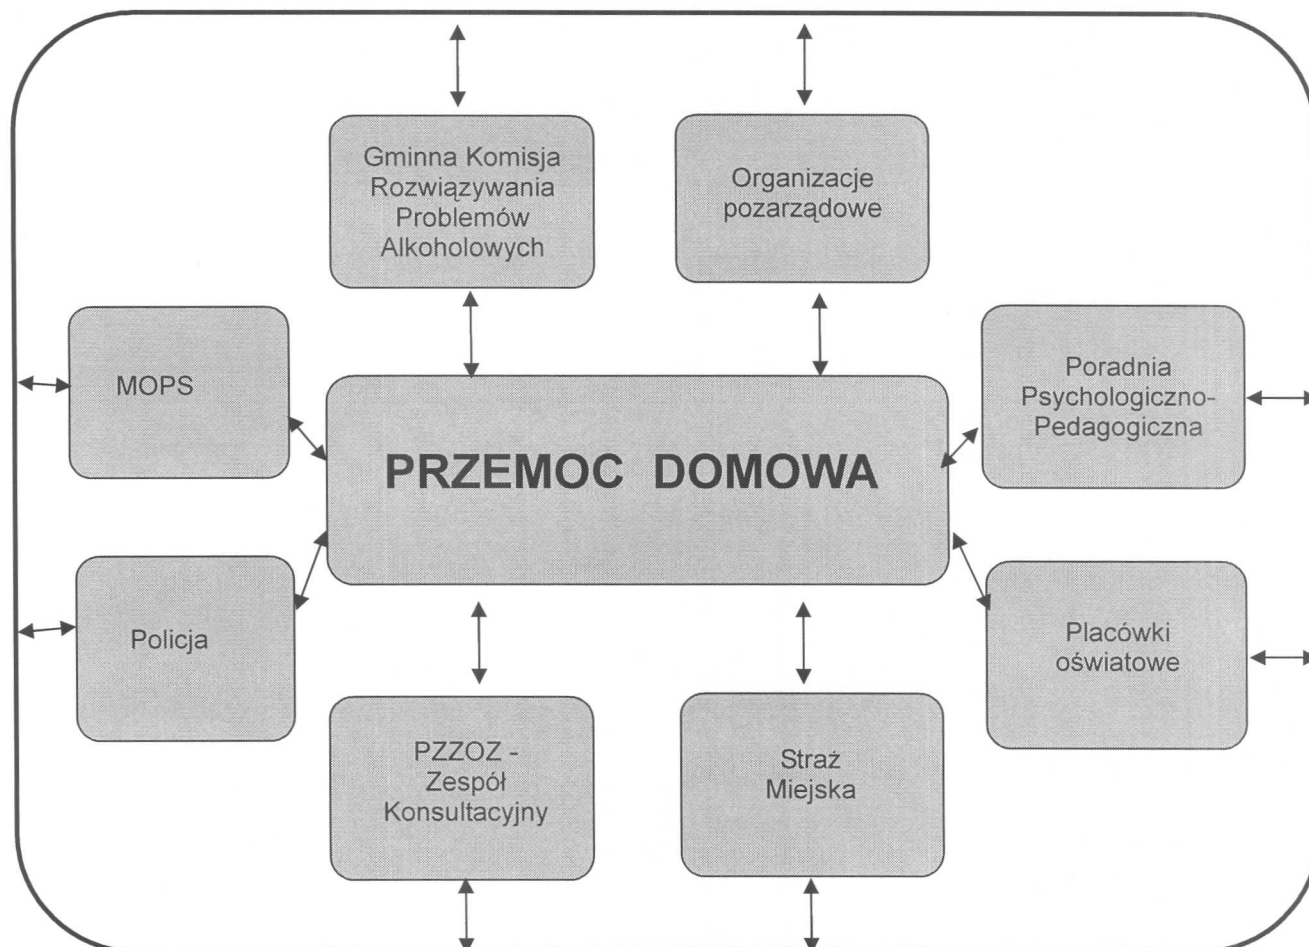 Gminna Komisja
Rozwiązywania
Problemów
Alkoholowych
Organizacje
pozarządowe
MOPS
Poradnia
Psychologiczno-
Pedagogiczna
PRZEMOC DOMOWA
Policja
Placówki
oświatowe
PZZOZ -
Zespół
Konsultacyjny
Straż
Miejska